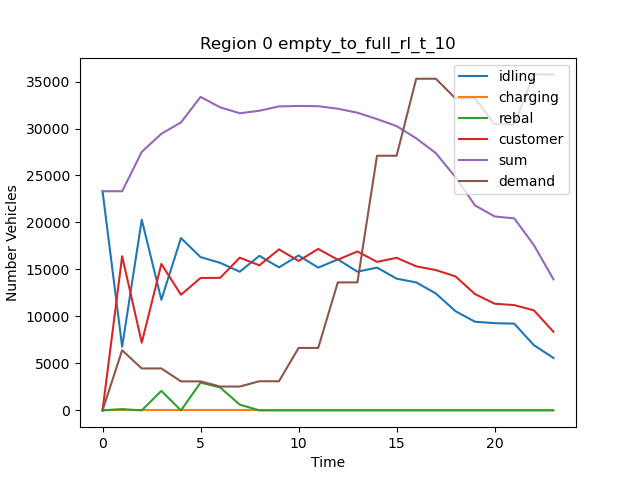 Region 0 empty_to_full_rl_t_10
35000
30000
25000
20000
15000
10000
5000
0
Number Vehicles
0
5
10
15
20
Time
idling
charging
rebal
customer
sum
demand